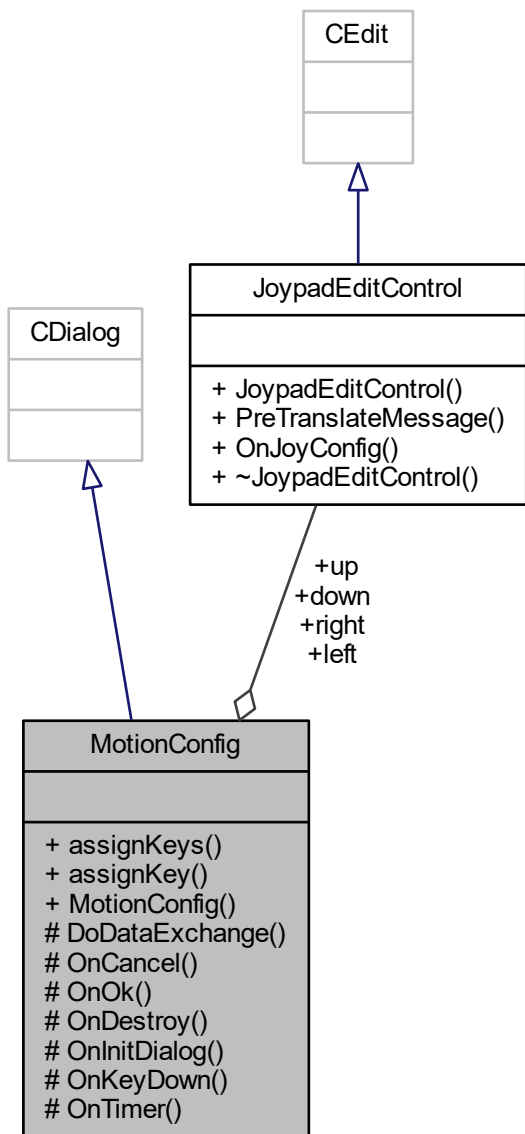 CEdit
JoypadEditControl
+ JoypadEditControl()
+ PreTranslateMessage()
+ OnJoyConfig()
+ ~JoypadEditControl()
CDialog
+up
+down
+right
+left
MotionConfig
+ assignKeys()
+ assignKey()
+ MotionConfig()
# DoDataExchange()
# OnCancel()
# OnOk()
# OnDestroy()
# OnInitDialog()
# OnKeyDown()
# OnTimer()